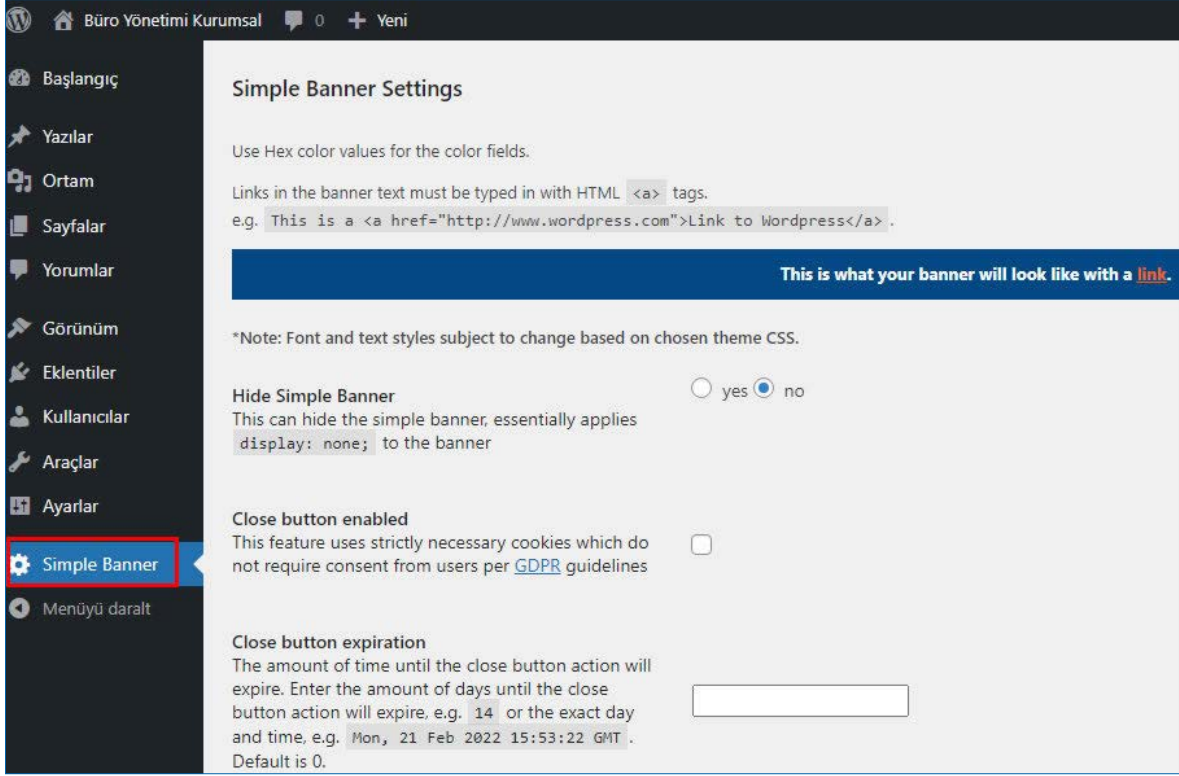 Büro Yönetimi Kurumsal 0 + Yeni
Başlangıç
Yazılar
Ortam
Sayfalar
Yorumlar
Görünüm
Eklentiler
Kullanıcılar
Araçlar
Ayarlar
Simple Banner
Menüyü daralt
Simple Banner Settings
Use Hex color values for the color fields.
Links in the banner text must be typed in with HTML <a> tags.
e.g. This is a <a href="http://www.wordpress.com">Link to Wordpress</a> .
This is what your banner will look like with a link.
*Note: Font and text styles subject to change based on chosen theme CSS.
Hide Simple Banner
This can hide the simple banner, essentially applies
display: none; to the banner
yes no
Close button enabled
This feature uses strictly necessary cookies which do
not require consent from users per GDPR guidelines
Close button expiration
The amount of time until the close button action will
expire. Enter the amount of days until the close
button action will expire, e.g. 14 or the exact day
and time, e.g. Mon, 21 Feb 2022 15:53:22 GMT .
Default is 0.